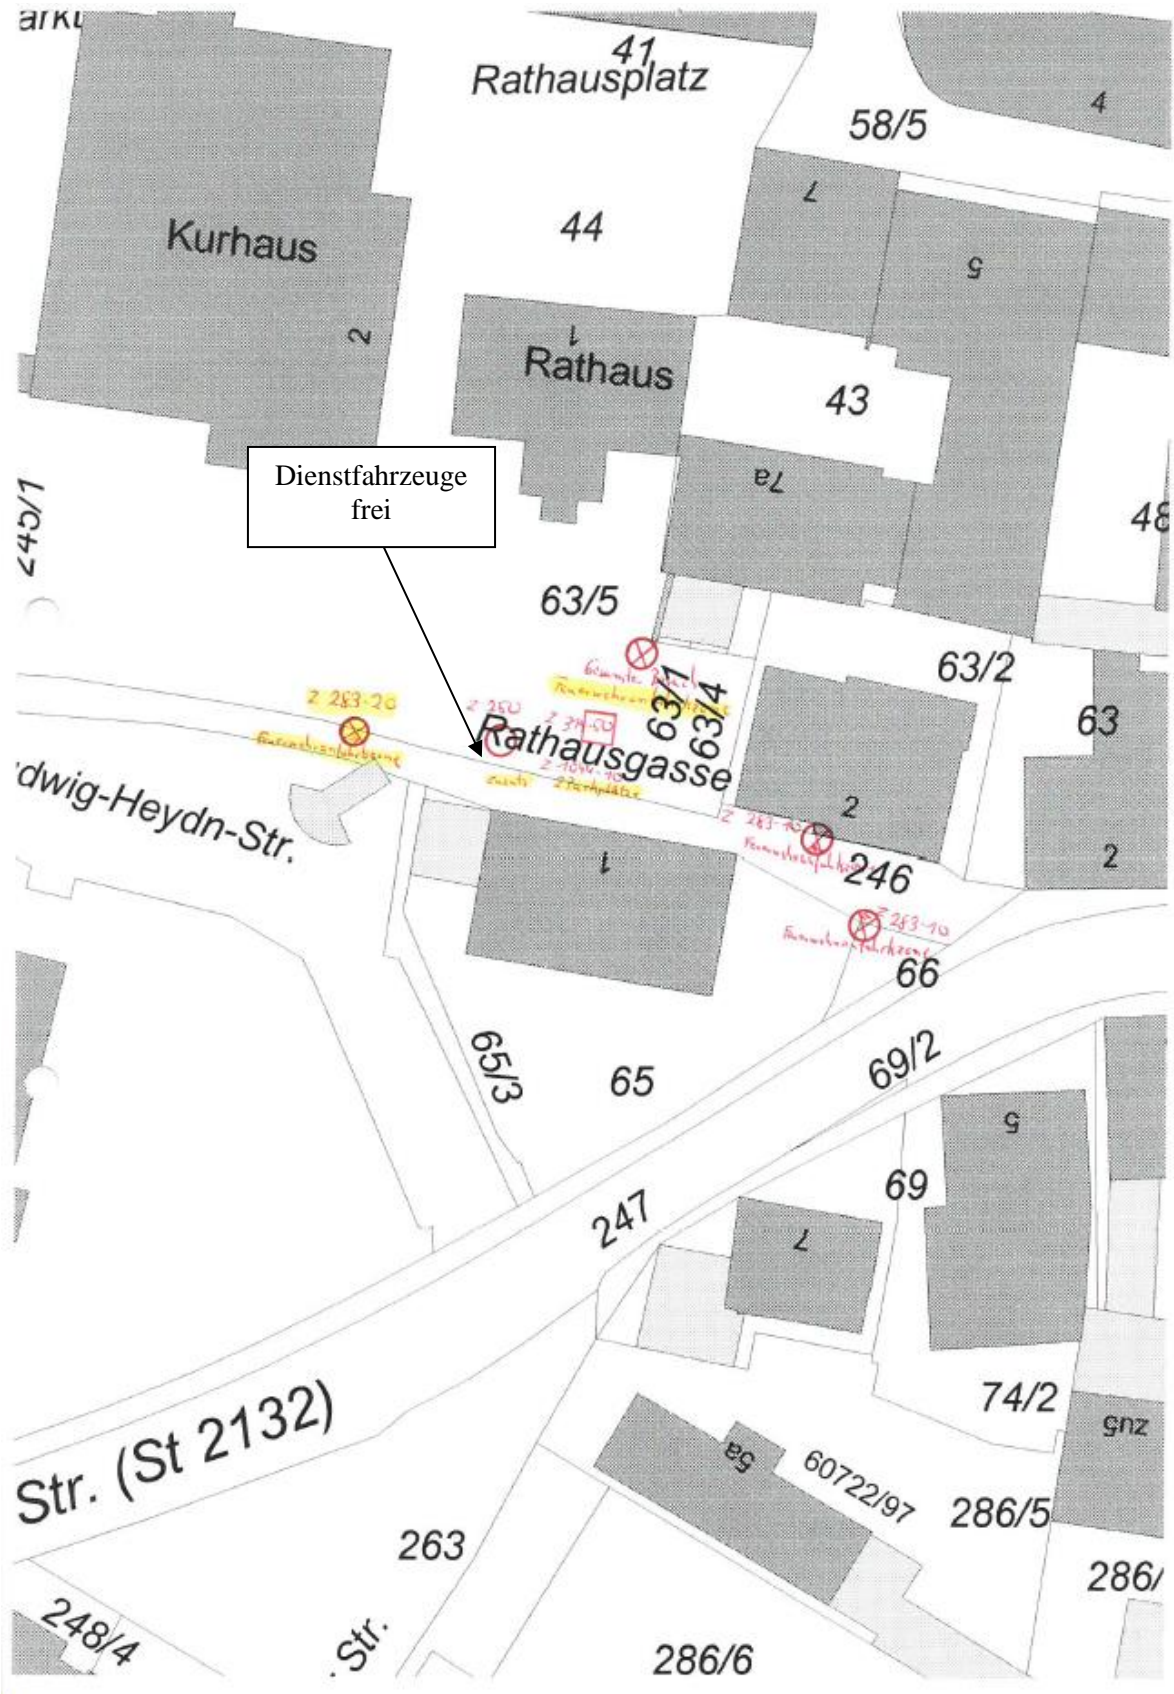 41
Rathausplatz
4
58/5
7
44
Kurhaus
5
2
1
Rathaus
43
Dienstfahrzeuge
frei
7a
245/1
48
63/5
63/2
63/1
63/4
63
Z 283-20
Feuerwehranfahrtszone
Z 250
Z 314-50
Rathausgasse
Z 1044-10
2 Parkplätze
2
Z 283-10
Feuerwehranfahrtszone
246
2
dwig-Heydn-Str.
1
Z 283-10
Feuerwehranfahrtszone
66
65/3
65
69/2
5
69
247
7
74/2
zu5
Str. (St 2132)
5a
60722/97
286/5
263
286/
248/4
. Str.
286/6